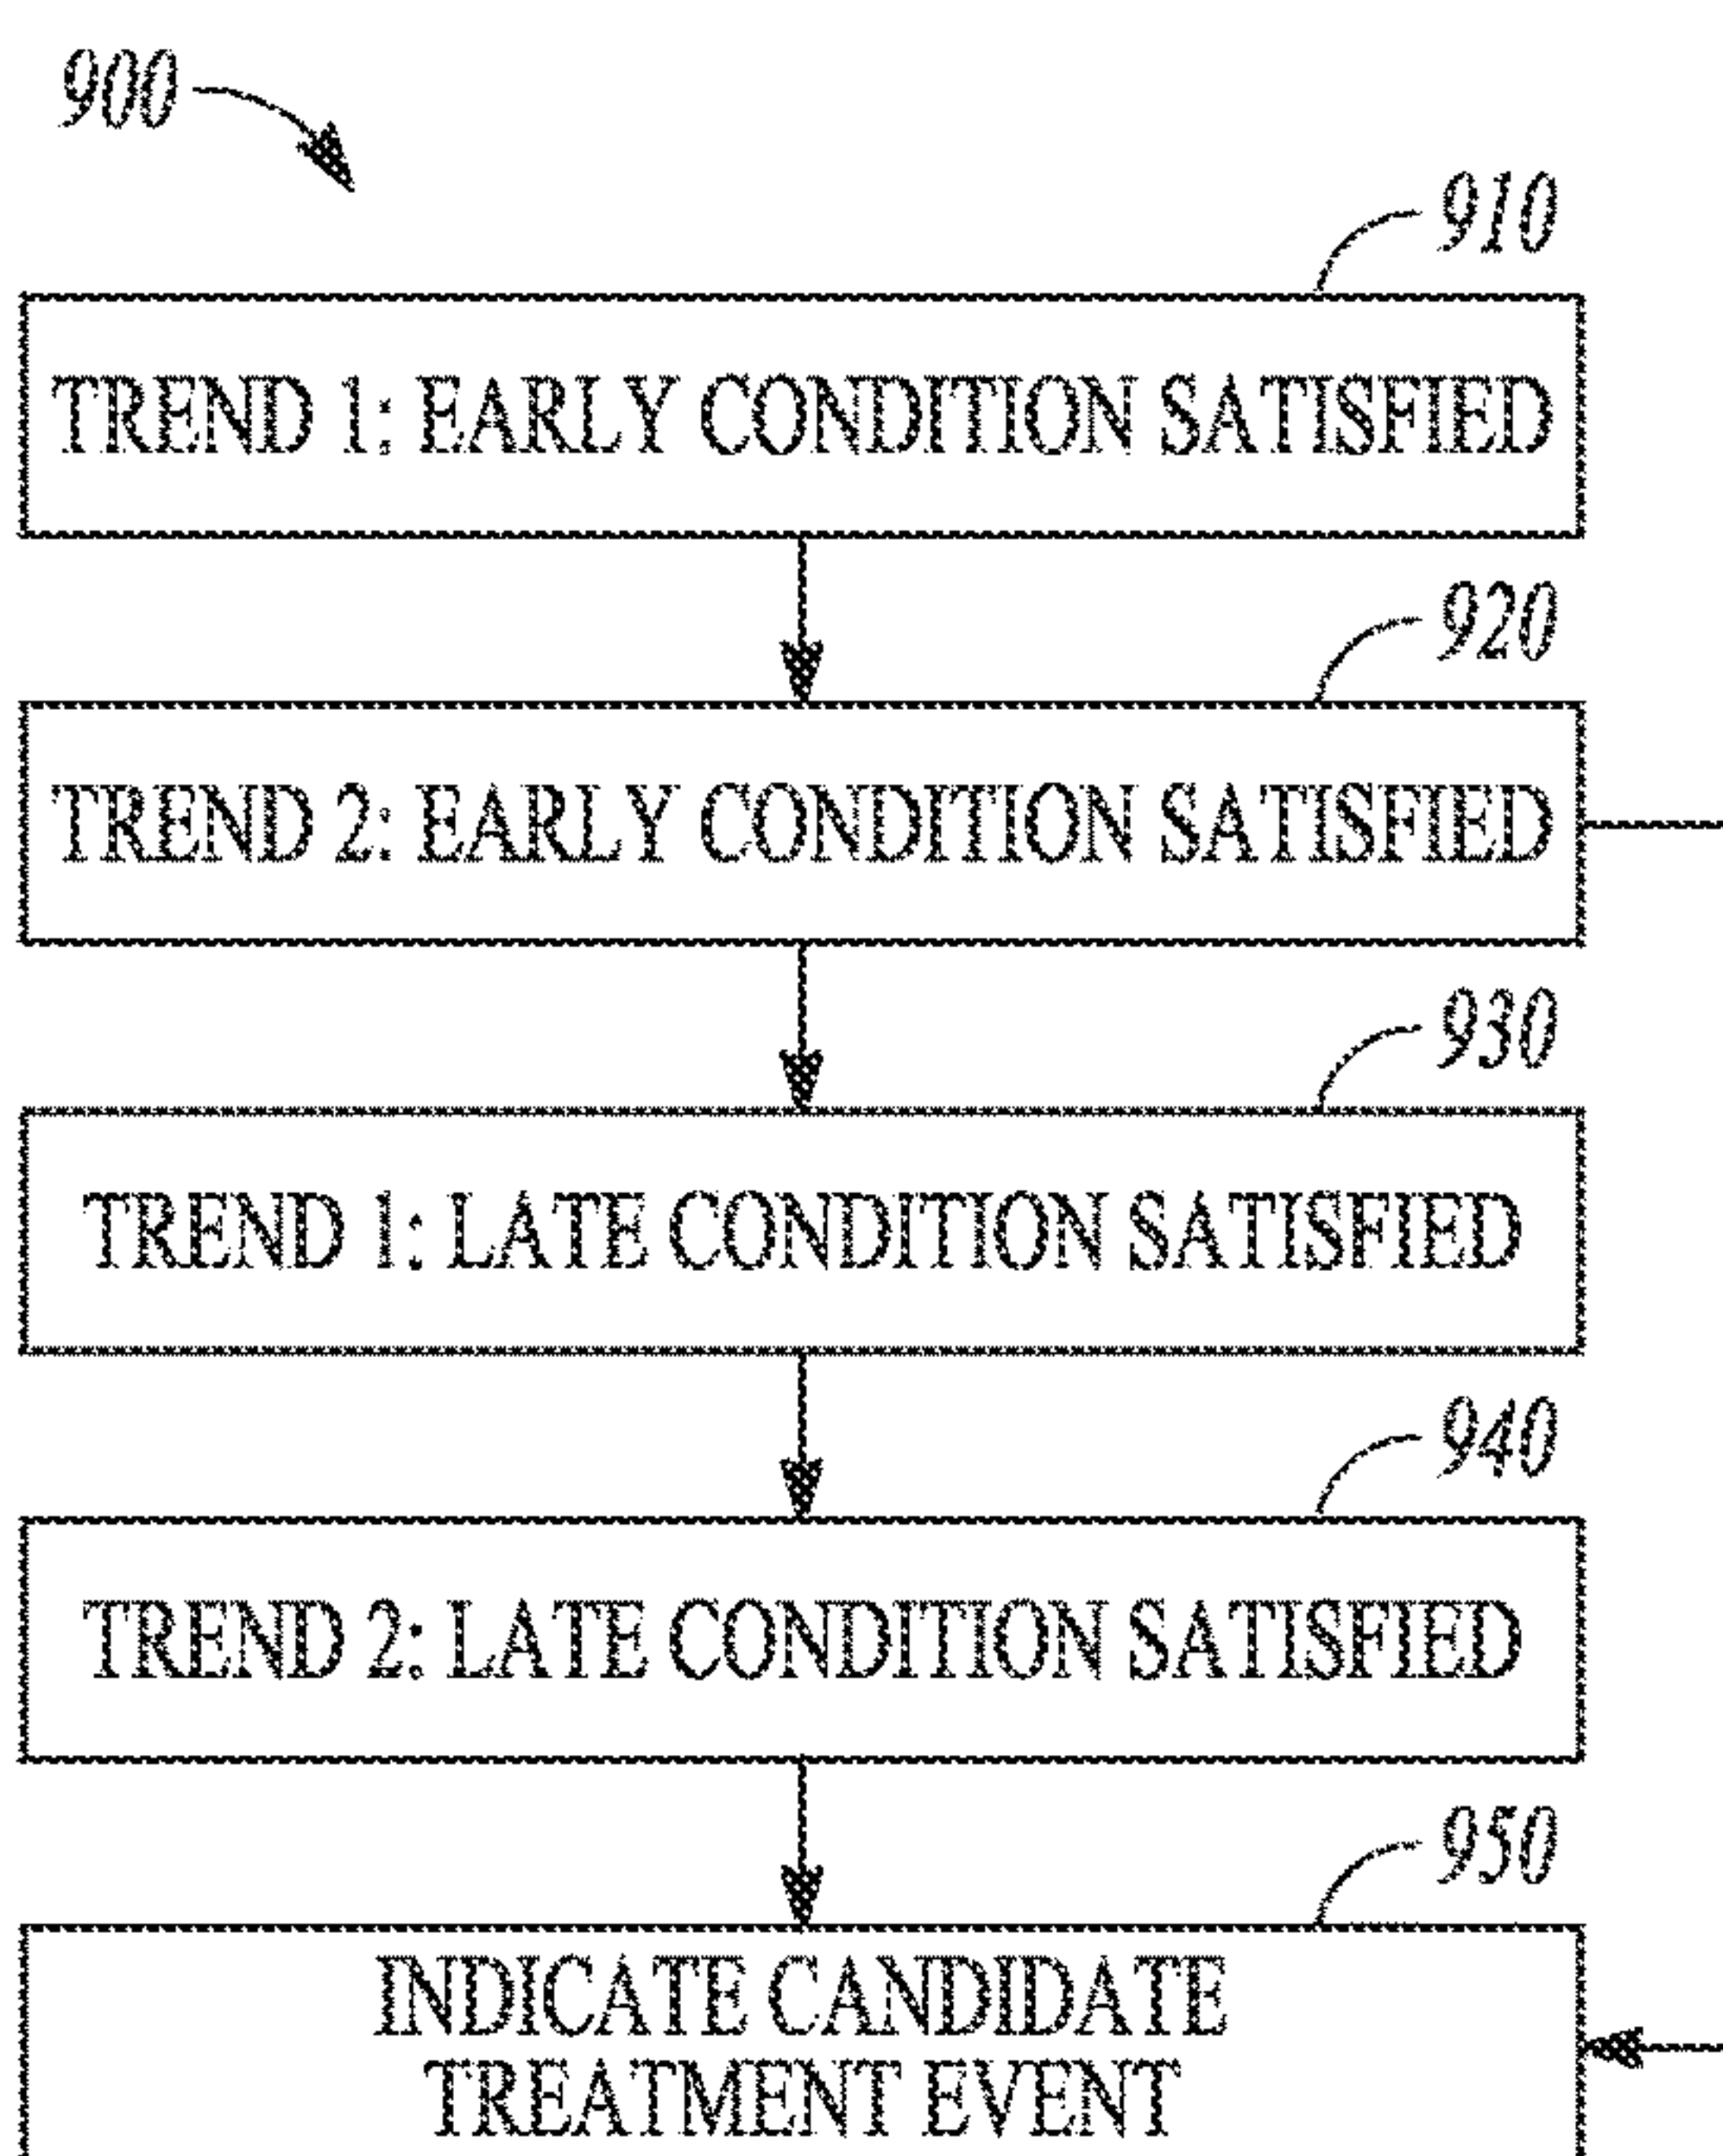 900
910
TREND 1: EARLY CONDITION SATISFIED
920
TREND 2: EARLY CONDITION SATISFIED
930
TREND 1: LATE CONDITION SATISFIED
940
TREND 2: LATE CONDITION SATISFIED
950
INDICATE CANDIDATE
TREATMENT EVENT